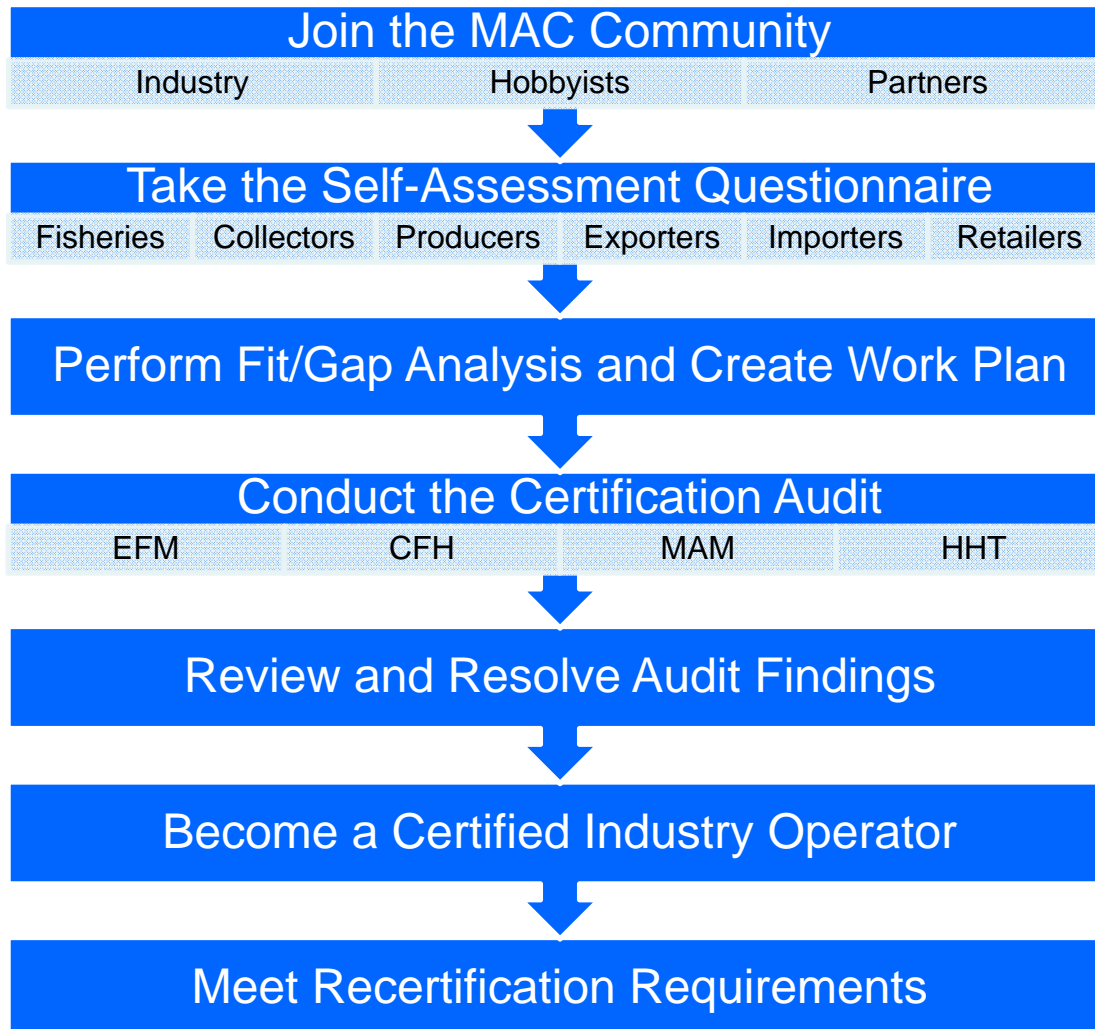 Join the MAC Community
Industry Hobbyists Partners
Take the Self-Assessment Questionnaire
Fisheries Collectors Producers Exporters Importers Retailers
Perform Fit/Gap Analysis and Create Work Plan
Conduct the Certification Audit
EFM CFH MAM HHT
Review and Resolve Audit Findings
Become a Certified Industry Operator
Meet Recertification Requirements